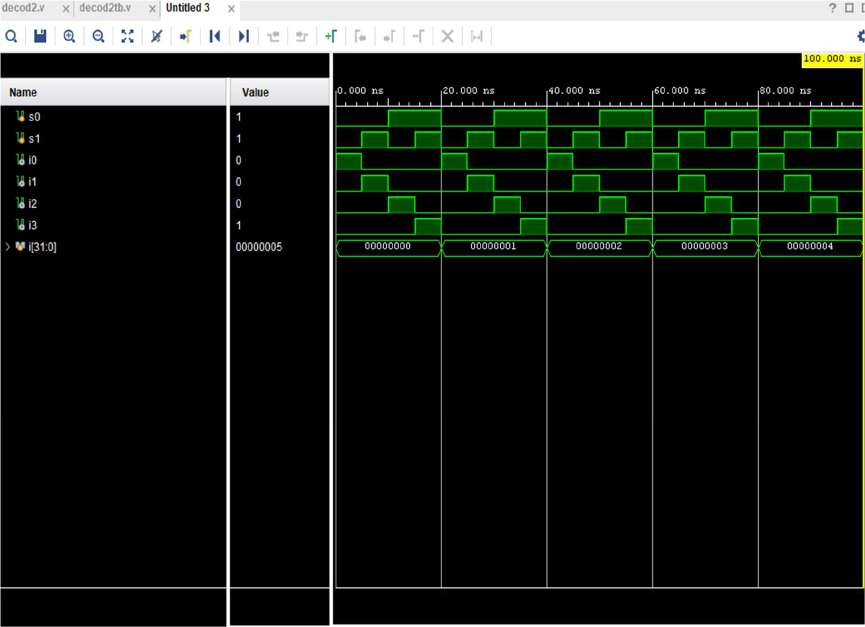 decod2.v × decod2tb.v × Untitled 3 ×
? 
100.000 ns
Name Value
0.000 ns 20.000 ns 40.000 ns 60.000 ns 80.000 ns
s0 1
s1 1
i0 0
i1 0
i2 0
i3 1
i[31:0] 00000005 00000000 00000001 00000002 00000003 00000004